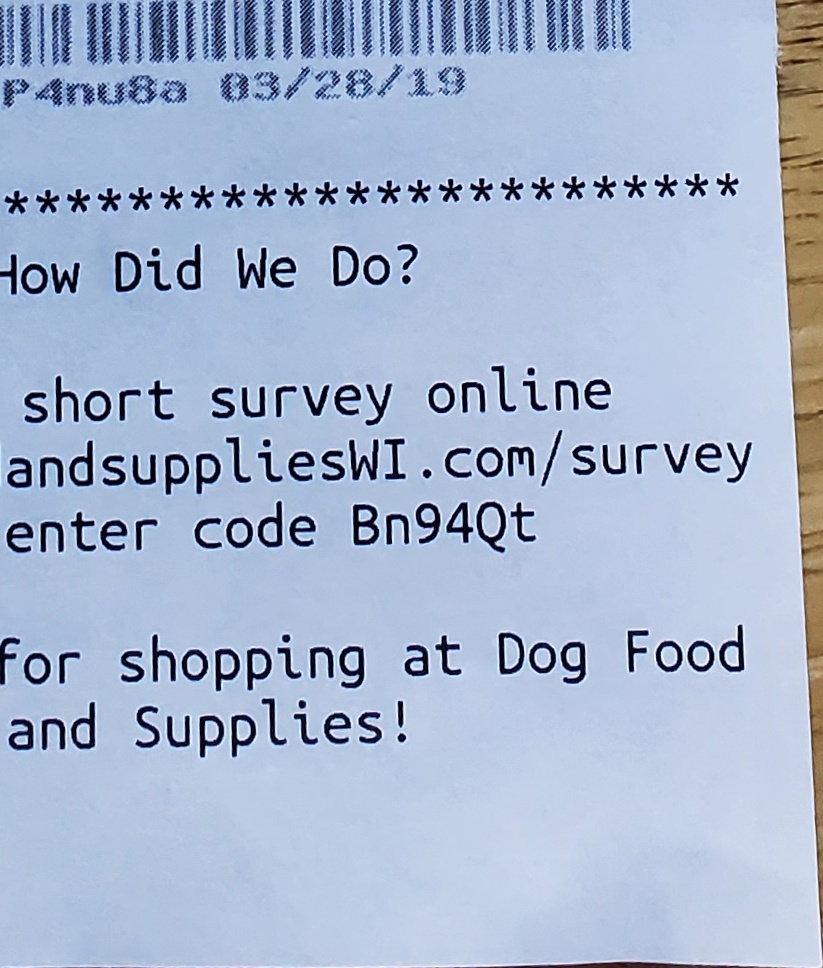 P4nu8a 03/28/19
************************
How Did We Do?
short survey online
andsuppliesWI.com/survey
enter code Bn94Qt
for shopping at Dog Food
and Supplies!